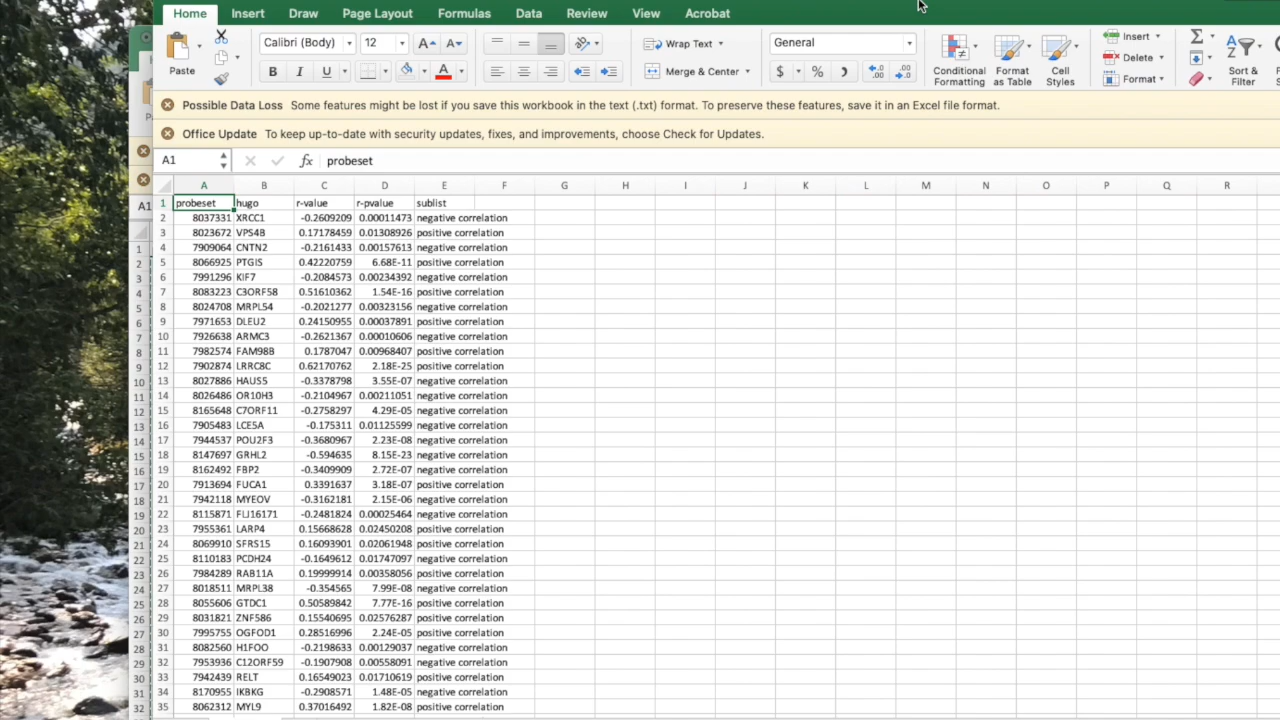 Home Insert Draw Page Layout Formulas Data Review View Acrobat
Paste Calibri (Body) 12 Wrap Text General Insert
B I U Merge & Center $ % Conditional Formatting Format as Table Cell Styles Delete Format Sort & Filter
Possible Data Loss Some features might be lost if you save this workbook in the text (.txt) format. To preserve these features, save it in an Excel file format.
Office Update To keep up-to-date with security updates, fixes, and improvements, choose Check for Updates.
A1 fx probeset
A B C D E F G H I J K L M N O P Q R
1 probeset hugo r-value r-pvalue sublist
2 8037331 XRCC1 -0.2609209 0.00011473 negative correlation
3 8023672 VPS4B 0.17178459 0.01308926 positive correlation
4 7909064 CNTN2 -0.2161433 0.00157613 negative correlation
5 8066925 PTGIS 0.42220759 6.68E-11 positive correlation
6 7991296 KIF7 -0.2084573 0.00234392 negative correlation
7 8083223 C3ORF58 0.51610362 1.54E-16 positive correlation
8 8024708 MRPL54 -0.2021277 0.00323156 negative correlation
9 7971653 DLEU2 0.24150955 0.00037891 positive correlation
10 7926638 ARMC3 -0.2621367 0.00010606 negative correlation
11 7982574 FAM98B 0.1787047 0.00968407 positive correlation
12 7902874 LRRC8C 0.62170762 2.18E-25 positive correlation
13 8027886 HAUS5 -0.3378798 3.55E-07 negative correlation
14 8026486 OR10H3 -0.2104967 0.00211051 negative correlation
15 8165648 C7ORF11 -0.2758297 4.29E-05 negative correlation
16 7905483 LCE5A -0.175311 0.01125599 negative correlation
17 7944537 POU2F3 -0.3680967 2.23E-08 negative correlation
18 8147697 GRHL2 -0.594635 8.15E-23 negative correlation
19 8162492 FBP2 -0.3409909 2.72E-07 negative correlation
20 7913694 FUCA1 0.3391637 3.18E-07 positive correlation
21 7942118 MYEOV -0.3162181 2.15E-06 negative correlation
22 8115871 FLJ16171 -0.2481824 0.00025464 negative correlation
23 7955361 LARP4 0.15668628 0.02450208 positive correlation
24 8069910 SFRS15 0.16093901 0.02061948 positive correlation
25 8110183 PCDH24 -0.1649612 0.01747097 negative correlation
26 7984289 RAB11A 0.19999914 0.00358056 positive correlation
27 8018511 MRPL38 -0.354565 7.99E-08 negative correlation
28 8055606 GTDC1 0.50589842 7.77E-16 positive correlation
29 8031821 ZNF586 0.15540695 0.02576287 positive correlation
30 7995755 OGFOD1 0.28516996 2.24E-05 positive correlation
31 8082560 H1FOO -0.2198633 0.00129037 negative correlation
32 7953936 C12ORF59 -0.1907908 0.00558091 negative correlation
33 7942439 RELT 0.16549023 0.01710619 positive correlation
34 8170955 IKBKG -0.2908571 1.48E-05 negative correlation
35 8062312 MYL9 0.37016492 1.82E-08 positive correlation